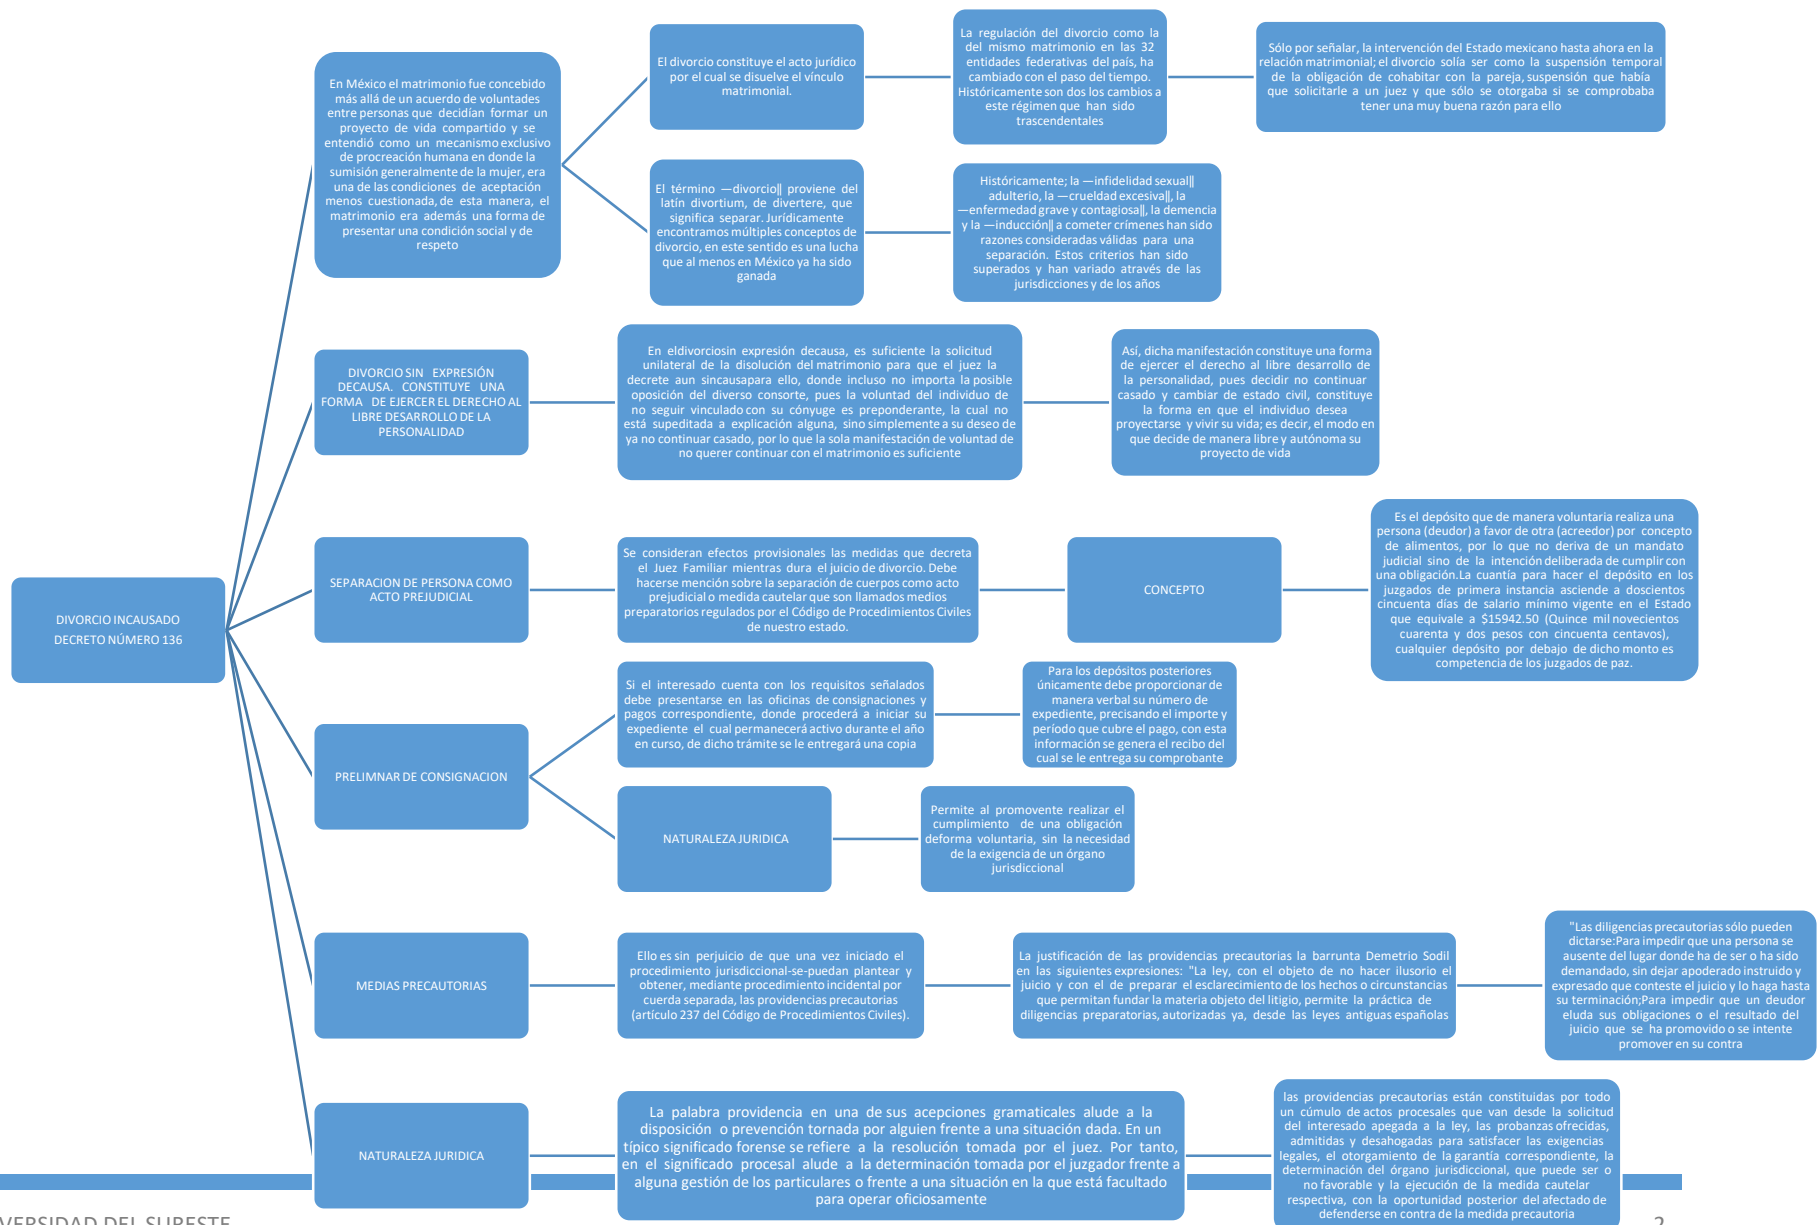 DIVORCIO INCAUSADO
DECRETO NÚMERO 136
En México el matrimonio fue concebido
más allá de un acuerdo de voluntades
entre personas que decidían formar un
proyecto de vida compartido y se
entendió como un mecanismo exclusivo
de procreación humana en donde la
sumisión generalmente de la mujer, era
una de las condiciones de aceptación
menos cuestionada, de esta manera, el
matrimonio era además una forma de
presentar una condición social y de
respeto
El divorcio constituye el acto jurídico
por el cual se disuelve el vínculo
matrimonial.
La regulación del divorcio como la
del mismo matrimonio en las 32
entidades federativas del país, ha
cambiado con el paso del tiempo.
Históricamente son dos los cambios a
este régimen que han sido
trascendentales
Sólo por señalar, la intervención del Estado mexicano hasta ahora en la
relación matrimonial; el divorcio solía ser como la suspensión temporal
de la obligación de cohabitar con la pareja, suspensión que había
que solicitarle a un juez y que sólo se otorgaba si se comprobaba
tener una muy buena razón para ello
El término ―divorcio‖ proviene del
latín divortium, de divertere, que
significa separar. Jurídicamente
encontramos múltiples conceptos de
divorcio, en este sentido es una lucha
que al menos en México ya ha sido
ganada
Históricamente; la ―infidelidad sexual‖
adulterio, la ―crueldad excesiva‖, la
―enfermedad grave y contagiosa‖, la demencia
y la ―inducción‖ a cometer crímenes han sido
razones consideradas válidas para una
separación. Estos criterios han sido
superados y han variado através de las
jurisdicciones y de los años
DIVORCIO SIN EXPRESIÓN
DECAUSA. CONSTITUYE UNA
FORMA DE EJERCER EL DERECHO AL
LIBRE DESARROLLO DE LA
PERSONALIDAD
En eldivorciosin expresión decausa, es suficiente la solicitud
unilateral de la disolución del matrimonio para que el juez la
decrete aun sincausapara ello, donde incluso no importa la posible
oposición del diverso consorte, pues la voluntad del individuo de
no seguir vinculado con su cónyuge es preponderante, la cual no
está supeditada a explicación alguna, sino simplemente a su deseo de
ya no continuar casado, por lo que la sola manifestación de voluntad de
no querer continuar con el matrimonio es suficiente
Así, dicha manifestación constituye una forma
de ejercer el derecho al libre desarrollo de
la personalidad, pues decidir no continuar
casado y cambiar de estado civil, constituye
la forma en que el individuo desea
proyectarse y vivir su vida; es decir, el modo en
que decide de manera libre y autónoma su
proyecto de vida
SEPARACION DE PERSONA COMO
ACTO PREJUDICIAL
Se consideran efectos provisionales las medidas que decreta
el Juez Familiar mientras dura el juicio de divorcio. Debe
hacerse mención sobre la separación de cuerpos como acto
prejudicial o medida cautelar que son llamados medios
preparatorios regulados por el Código de Procedimientos Civiles
de nuestro estado.
CONCEPTO
Es el depósito que de manera voluntaria realiza una
persona (deudor) a favor de otra (acreedor) por concepto
de alimentos, por lo que no deriva de un mandato
judicial sino de la intención deliberada de cumplir con
una obligación.La cuantía para hacer el depósito en los
juzgados de primera instancia asciende a doscientos
cincuenta días de salario mínimo vigente en el Estado
que equivale a $15942.50 (Quince mil novecientos
cuarenta y dos pesos con cincuenta centavos),
cualquier depósito por debajo de dicho monto es
competencia de los juzgados de paz.
PRELIMNAR DE CONSIGNACION
Si el interesado cuenta con los requisitos señalados
debe presentarse en las oficinas de consignaciones y
pagos correspondiente, donde procederá a iniciar su
expediente el cual permanecerá activo durante el año
en curso, de dicho trámite se le entregará una copia
Para los depósitos posteriores
únicamente debe proporcionar de
manera verbal su número de
expediente, precisando el importe y
período que cubre el pago, con esta
información se genera el recibo del
cual se le entrega su comprobante
NATURALEZA JURIDICA
Permite al promovente realizar el
cumplimiento de una obligación
deforma voluntaria, sin la necesidad
de la exigencia de un órgano
jurisdiccional
MEDIAS PRECAUTORIAS
Ello es sin perjuicio de que una vez iniciado el
procedimiento jurisdiccional-se-puedan plantear y
obtener, mediante procedimiento incidental por
cuerda separada, las providencias precautorias
(artículo 237 del Código de Procedimientos Civiles).
La justificación de las providencias precautorias la barrunta Demetrio Sodil
en las siguientes expresiones: "La ley, con el objeto de no hacer ilusorio el
juicio y con el de preparar el esclarecimiento de los hechos o circunstancias
que permitan fundar la materia objeto del litigio, permite la práctica de
diligencias preparatorias, autorizadas ya, desde las leyes antiguas españolas
"Las diligencias precautorias sólo pueden
dictarse:Para impedir que una persona se
ausente del lugar donde ha de ser o ha sido
demandado, sin dejar apoderado instruido y
expresado que conteste el juicio y lo haga hasta
su terminación;Para impedir que un deudor
eluda sus obligaciones o el resultado del
juicio que se ha promovido o se intente
promover en su contra
NATURALEZA JURIDICA
La palabra providencia en una de sus acepciones gramaticales alude a la
disposición o prevención tornada por alguien frente a una situación dada. En un
típico significado forense se refiere a la resolución tomada por el juez. Por tanto,
en el significado procesal alude a la determinación tomada por el juzgador frente a
alguna gestión de los particulares o frente a una situación en la que está facultado
para operar oficiosamente
las providencias precautorias están constituidas por todo
un cúmulo de actos procesales que van desde la solicitud
del interesado apegada a la ley, las probanzas ofrecidas,
admitidas y desahogadas para satisfacer las exigencias
legales, el otorgamiento de la garantía correspondiente, la
determinación del órgano jurisdiccional, que puede ser o
no favorable y la ejecución de la medida cautelar
respectiva, con la oportunidad posterior del afectado de
defenderse en contra de la medida precautoria
VERSIDAD DEL SURESTE
2